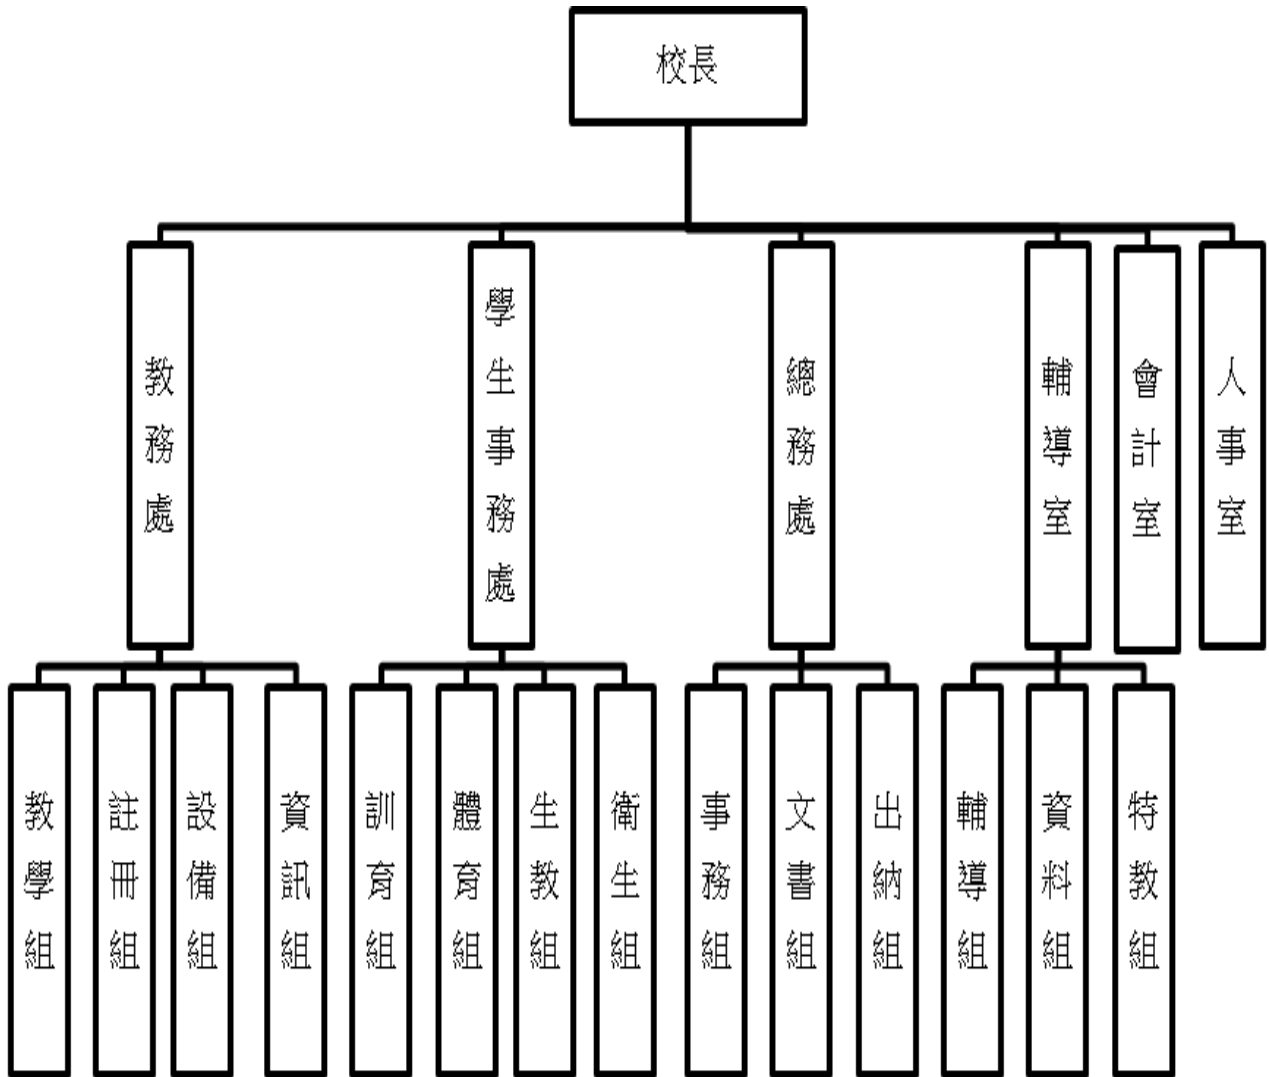 校長
教務處
學生事務處
總務處
輔導室
會計室
人事室
教學組
註冊組
設備組
資訊組
訓育組
體育組
生教組
衛生組
事務組
文書組
出納組
輔導組
資料組
特教組